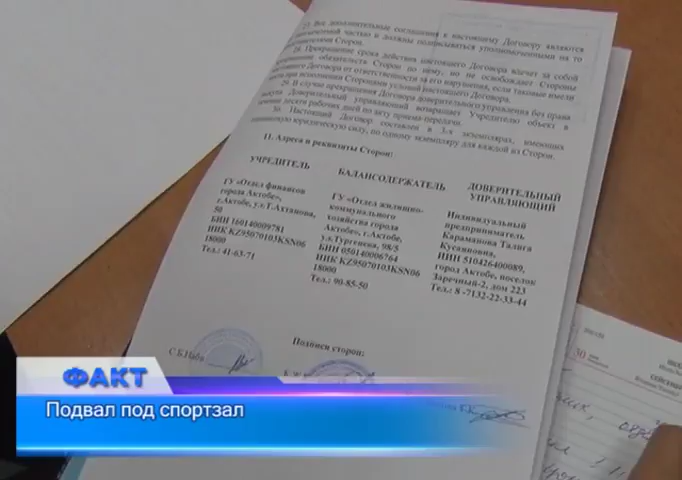 27. Все дополнительные соглашения к настоящему Договору являются
частью и должны подписываться уполномоченными на то
Сторон.
28. Прекращение срока действия настоящего Договора влечет за собой
обязательств Сторон по нему, но не освобождает Стороны
Договора от ответственности за его нарушения, если таковые имели
при исполнении Сторонами условий настоящего Договора.
29. В случае прекращения Договора доверительного управления без права
выкупа Доверительный управляющий возвращает Учредителю объект в
течение десяти рабочих дней по акту приема-передачи.
30. Настоящий Договор составлен в 3-х экземплярах, имеющих
юридическую силу, по одному экземпляру для каждой из Сторон.
11. Адреса и реквизиты Сторон:
УЧРЕДИТЕЛЬ
ГУ «Отдел финансов
города Актобе»,
г.Актобе, ул.Т.Ахтанова,
50
БИН 160140009781
ИИК KZ95070103KSN06
18000
Тел.: 41-63-71
БАЛАНСОДЕРЖАТЕЛЬ
ГУ «Отдел жилищно-
коммунального
хозяйства города
Актобе», г.Актобе,
ул.Тургенева, 98/5
БИН 050140006764
ИИК KZ95070103KSN06
18000
Тел.: 90-85-50
ДОВЕРИТЕЛЬНЫЙ
УПРАВЛЯЮЩИЙ
Индивидуальный
предприниматель
Караманова Талига
Кусаиновна,
ИИН 510426400089,
город Актобе, поселок
Заречный-2, дом 223
Тел.: 8 -7132-22-33-44
Подписи сторон:
30
ФАКТ
Подвал под спортзал